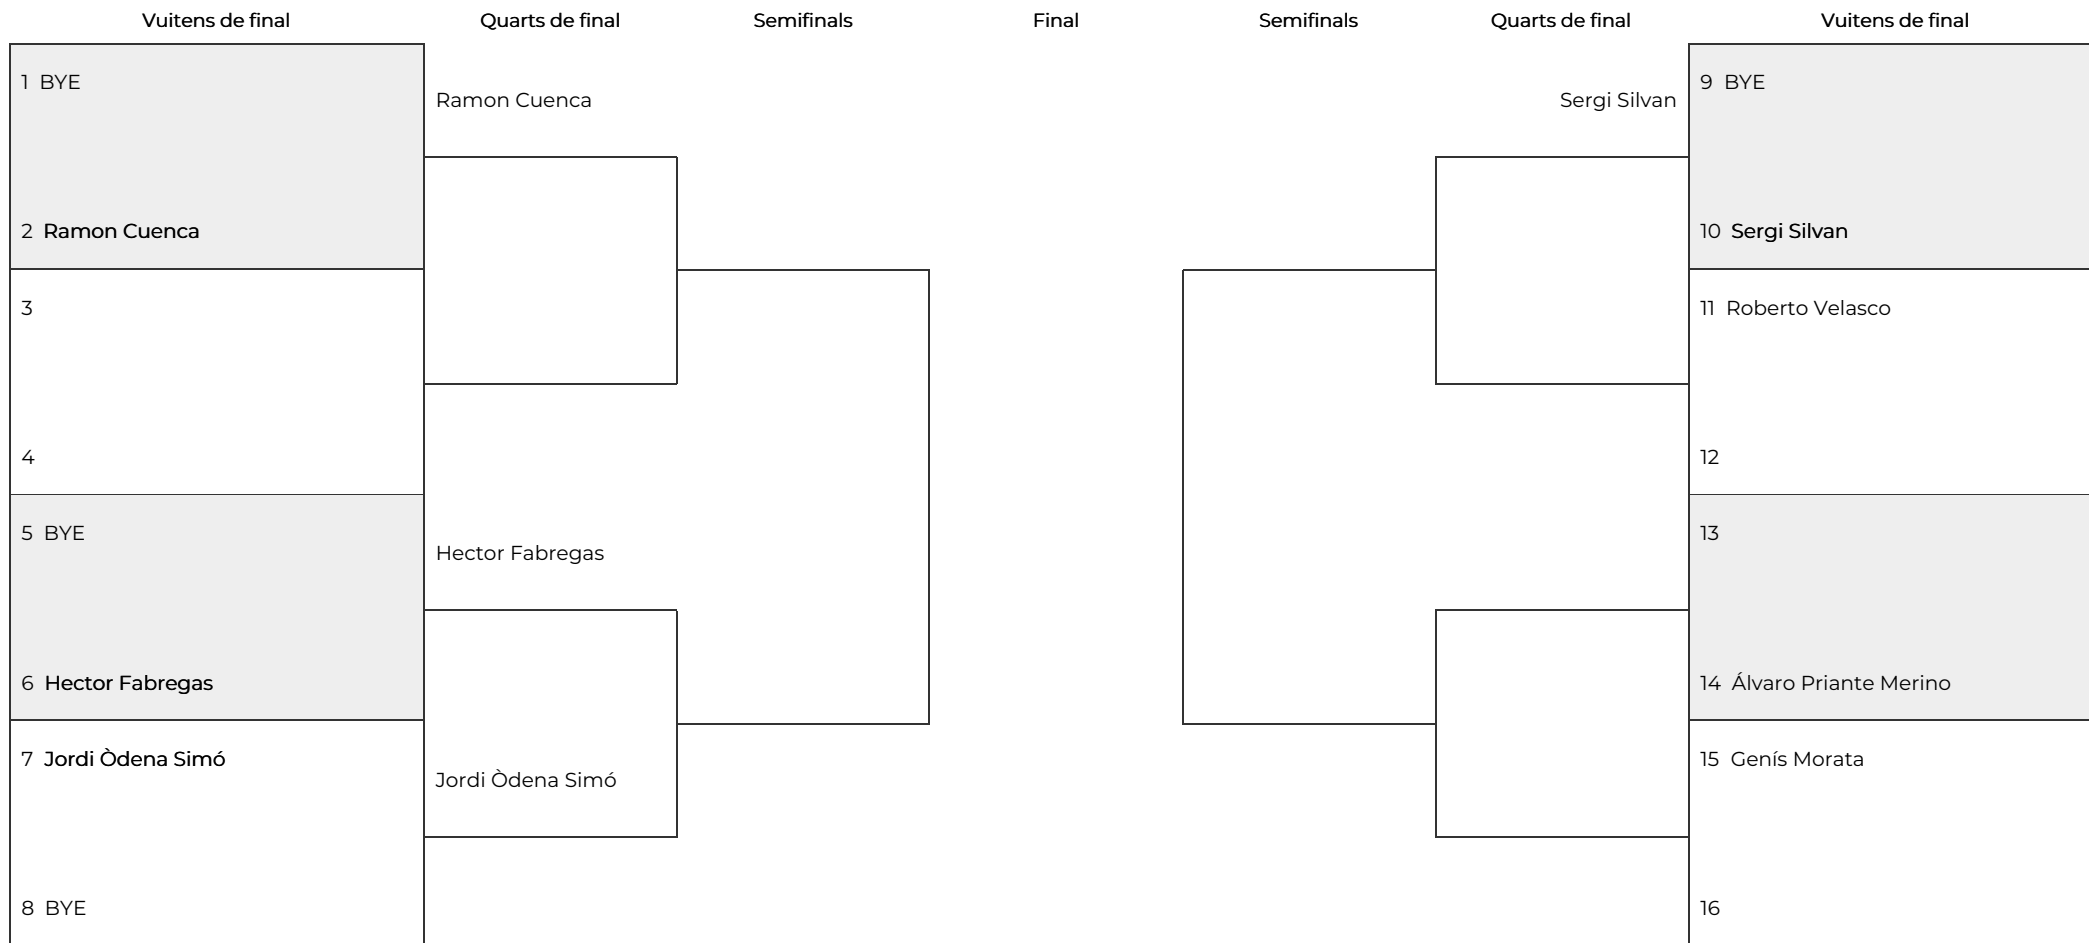 Vuitens de final
Quarts de final
Semifinals
Final
Semifinals
Quarts de final
Vuitens de final
1 BYE
2 Ramon Cuenca
3
4
5 BYE
6 Hector Fabregas
7 Jordi Òdena Simó
8 BYE
Ramon Cuenca
Hector Fabregas
Jordi Òdena Simó
Sergi Silvan
9 BYE
10 Sergi Silvan
11 Roberto Velasco
12
13
14 Álvaro Priante Merino
15 Genís Morata
16